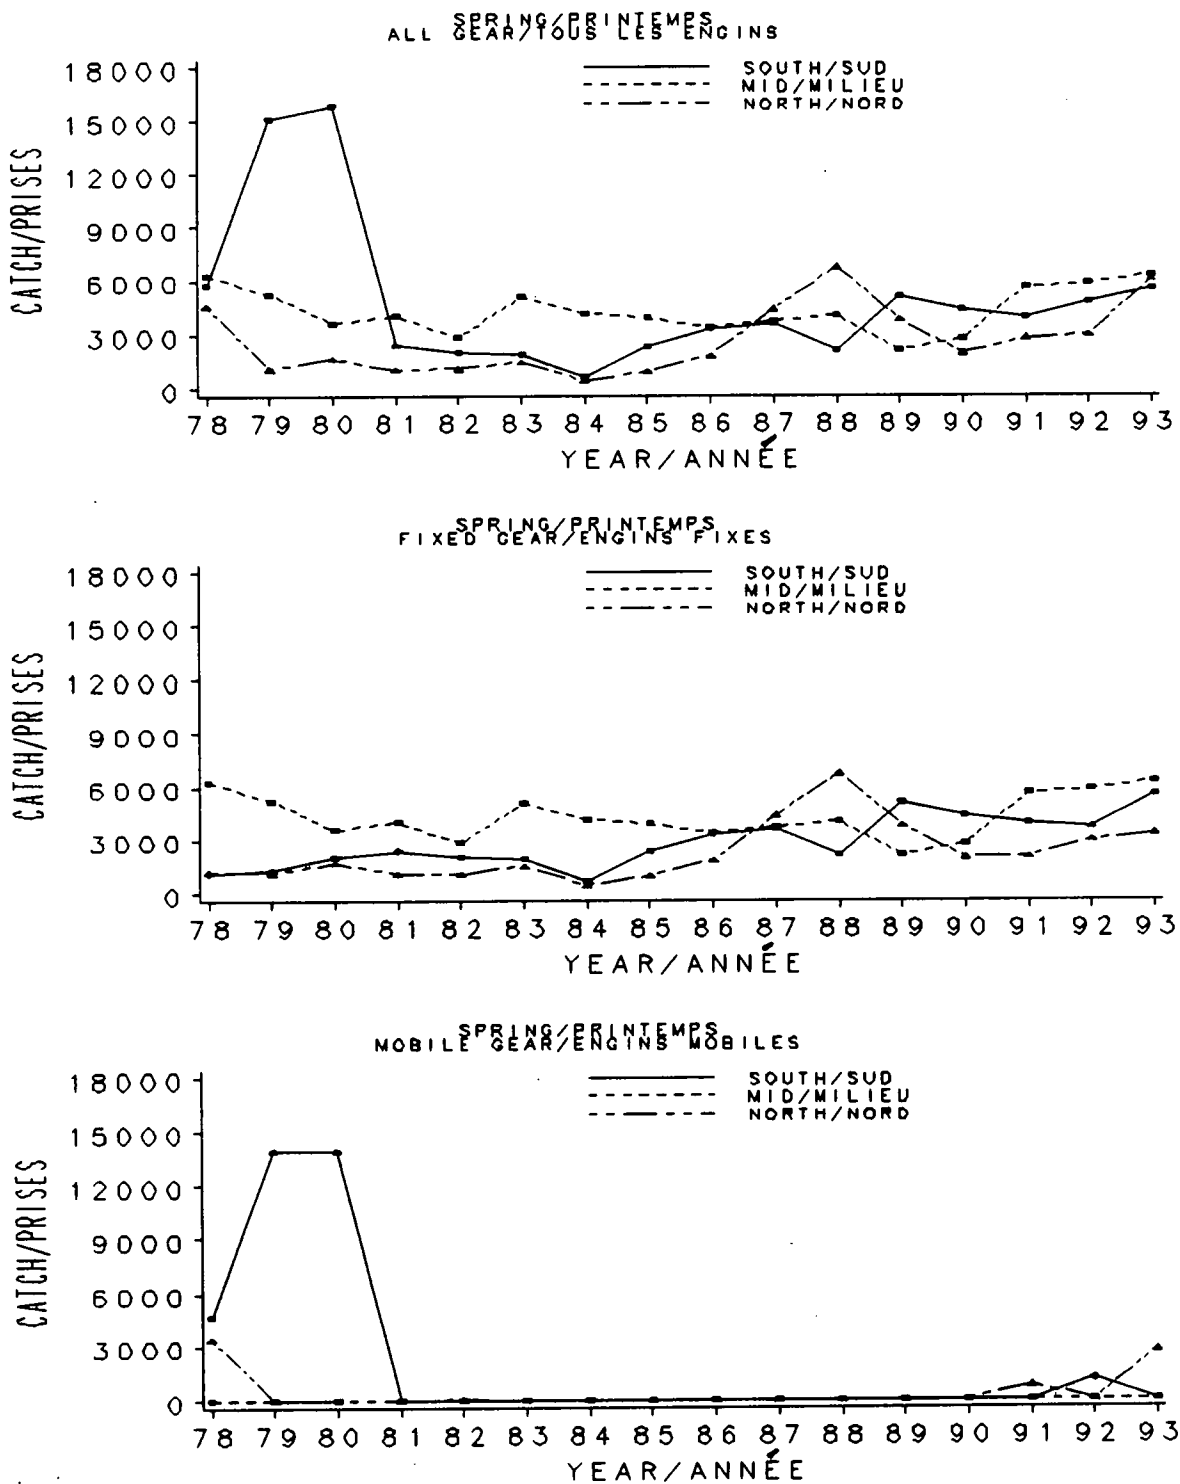 SPRING/PRINTEMPS
ALL GEAR/TOUS LES ENGINS
SOUTH/SUD
MID/MILIEU
NORTH/NORD
CATCH/PRISES
18000
15000
12000
9000
6000
3000
0
78 79 80 81 82 83 84 85 86 87 88 89 90 91 92 93
YEAR/ANNÉE
SPRING/PRINTEMPS
FIXED GEAR/ENGINS FIXES
SOUTH/SUD
MID/MILIEU
NORTH/NORD
CATCH/PRISES
18000
15000
12000
9000
6000
3000
0
78 79 80 81 82 83 84 85 86 87 88 89 90 91 92 93
YEAR/ANNÉE
SPRING/PRINTEMPS
MOBILE GEAR/ENGINS MOBILES
SOUTH/SUD
MID/MILIEU
NORTH/NORD
CATCH/PRISES
18000
15000
12000
9000
6000
3000
0
78 79 80 81 82 83 84 85 86 87 88 89 90 91 92 93
YEAR/ANNÉE